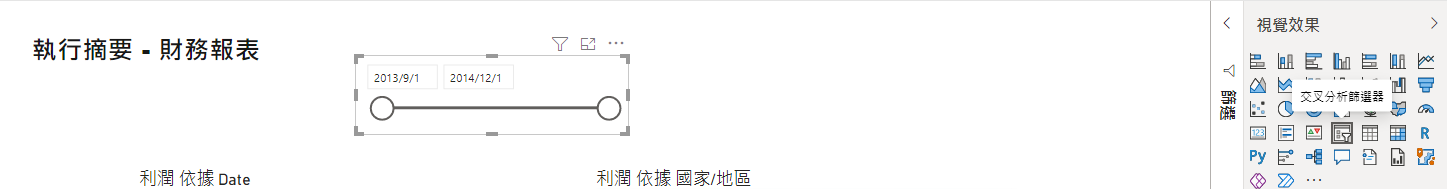 執行摘要 - 財務報表
2013/9/1 2014/12/1
利潤 依據 Date
利潤 依據 國家/地區
篩選
視覺效果
交叉分析篩選器
123
R
Py